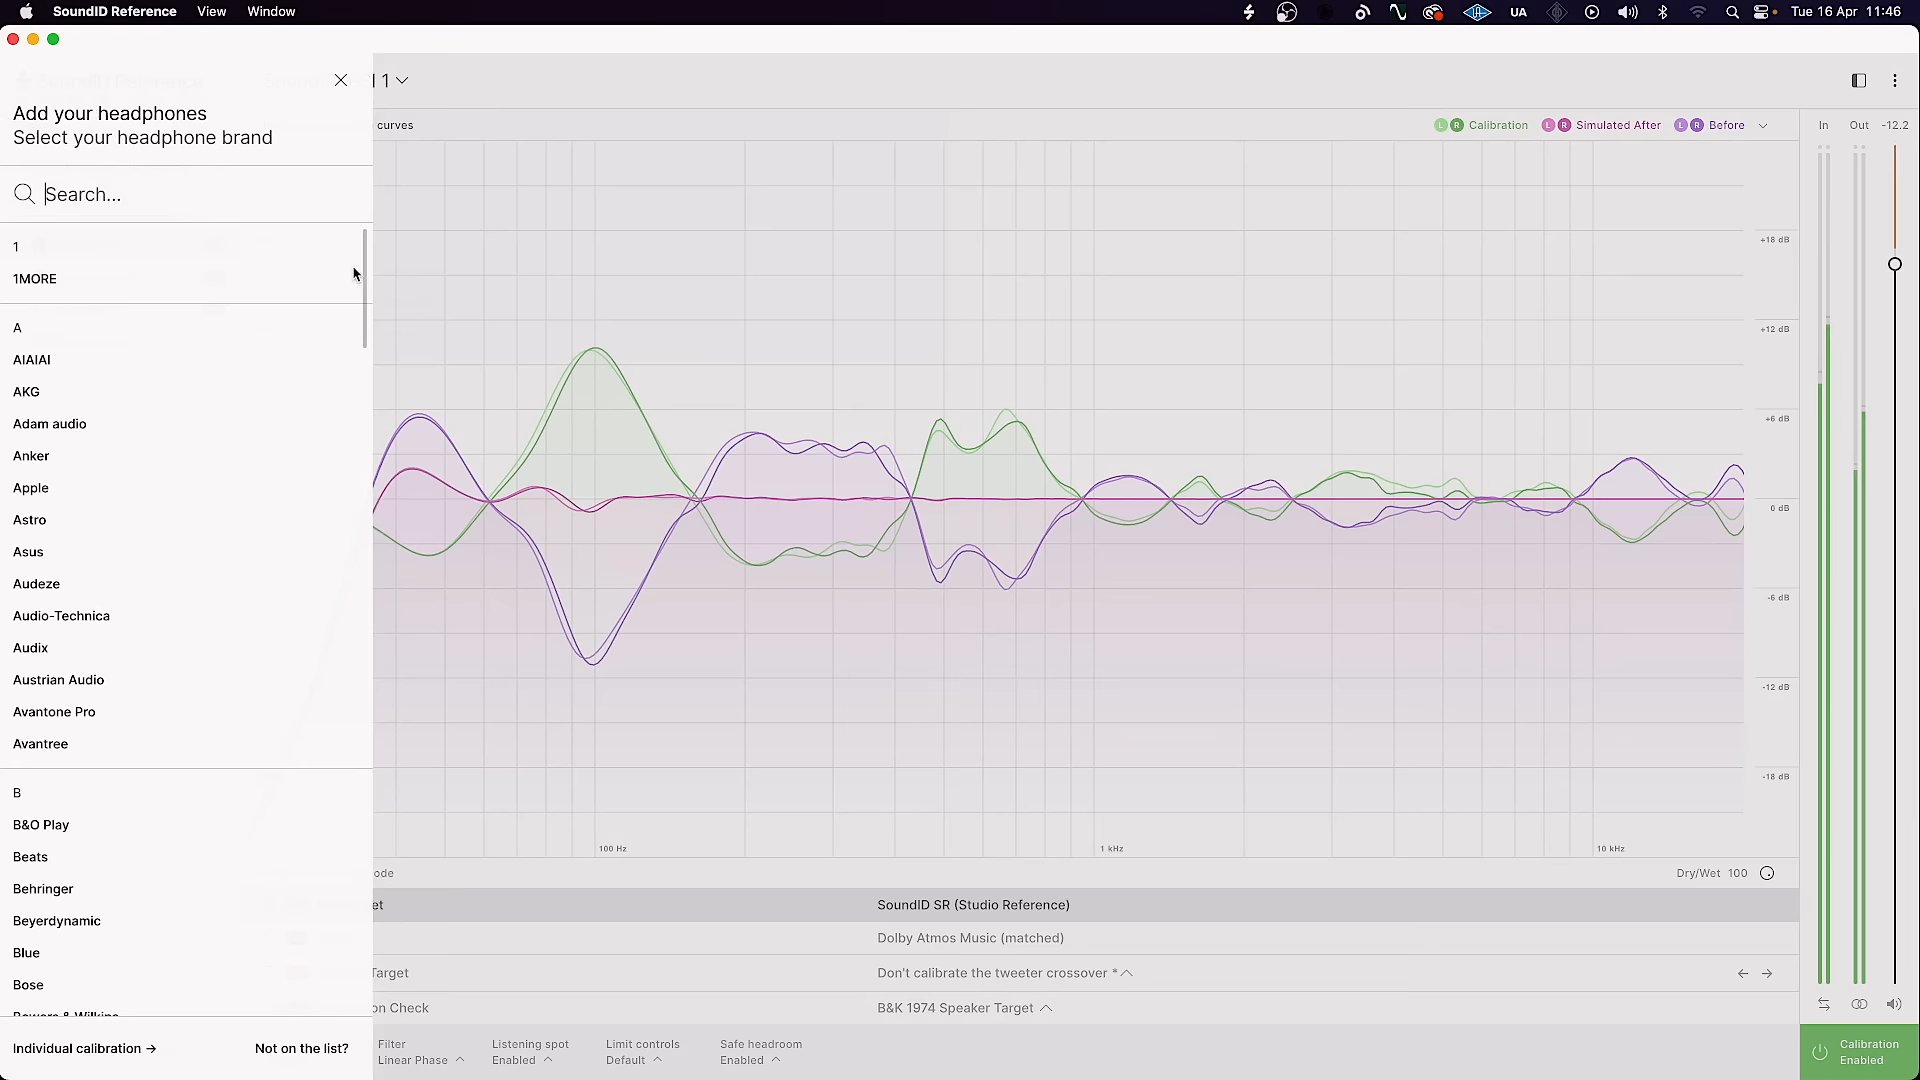 SoundID Reference View Window
UA
Tue 16 Apr 11:46
1
Add your headphones
Select your headphone brand
curves
L R Calibration
L R Simulated After
L R Before
In Out -12.2
Search...
1
1MORE
A
AIAIAI
AKG
Adam audio
Anker
Apple
Astro
Asus
Audeze
Audio-Technica
Audix
Austrian Audio
Avantone Pro
Avantree
B
B&O Play
Beats
Behringer
Beyerdynamic
Blue
Bose
Bowers & Wilkins
Individual calibration → Not on the list?
+18 dB
+12 dB
+6 dB
0 dB
-6 dB
-12 dB
-18 dB
100 Hz 1 kHz 10 kHz
ode Dry/Wet 100
et SoundID SR (Studio Reference)
Dolby Atmos Music (matched)
Target Don't calibrate the tweeter crossover * ← →
on Check B&K 1974 Speaker Target
Filter Listening spot Limit controls Safe headroom
Linear Phase Enabled Default Enabled
Calibration
Enabled